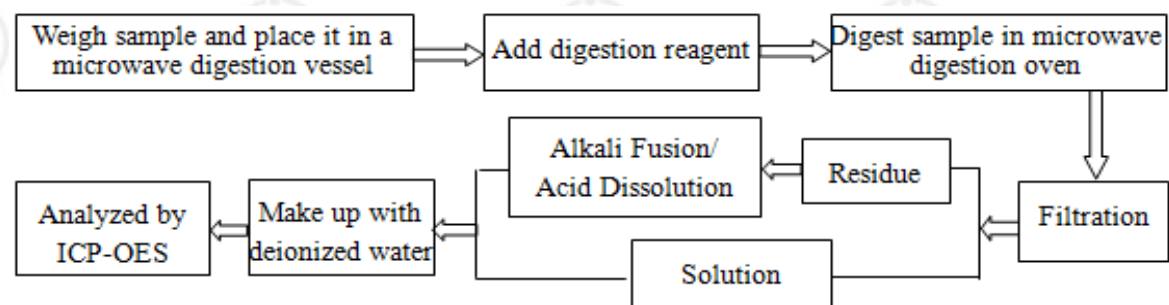 Weigh sample and place it in a
microwave digestion vessel
Add digestion reagent
Digest sample in microwave
digestion oven
Filtration
Residue
Alkali Fusion/
Acid Dissolution
Solution
Make up with
deionized water
Analyzed by
ICP-OES